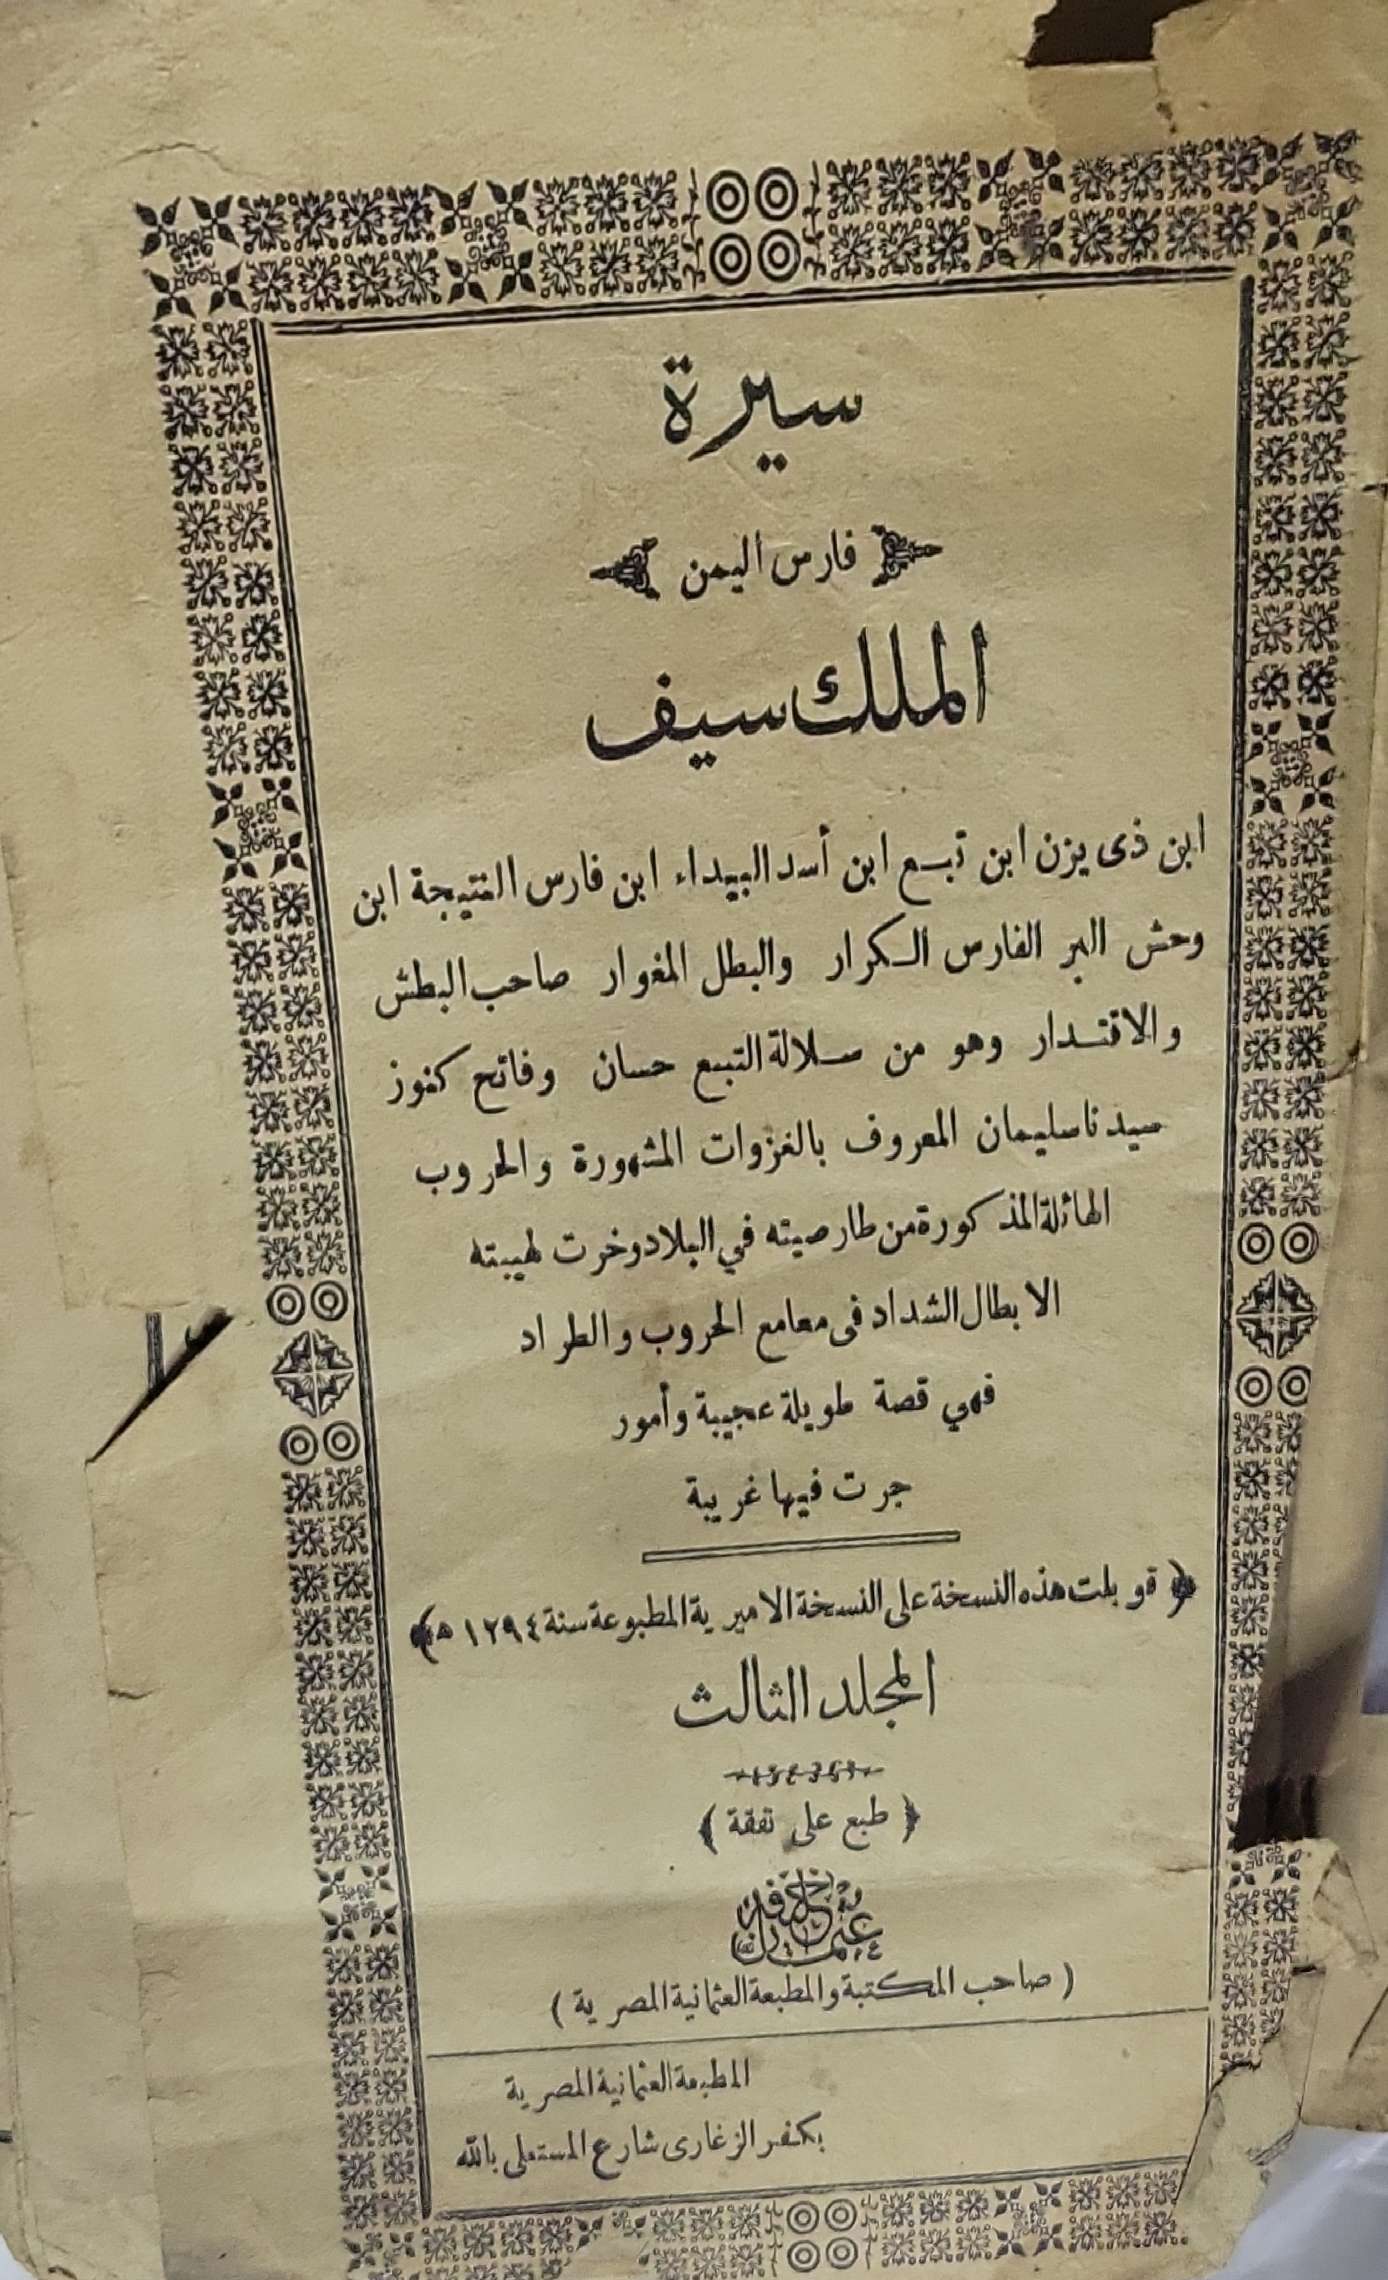 سيرة
فارس اليمن
الملك سيف
ابن ذى يزن ابن تبسع ابن أسد البيداء ابن فارس النتيجة ابن
وحش البر الفارس الكرار والبطل المغوار صاحب البطش
والاقتدار وهو من سلالة التبع حسان وفاتح كنوز
سيدنا سليمان المعروف بالغزوات المشهورة والحروب
الهائلة المذكورة من طار صيته في البلاد وخرت لهيبته
الابطال الشداد فى معامع الحروب والطراد
فهي قصة طويلة عجيبة وأمور
جرت فيها غريبة
﴿ قوبلت هذه النسخة على النسخة الاميرية المطبوعة سنة ١٢٩٤ ه ﴾
المجلد الثالث
﴿ طبع على نفقة ﴾
عثمان خليفة
( صاحب المكتبة والمطبعة العثمانية المصرية )
المطبعة العثمانية المصرية
بكفر الزغارى شارع المستعلى بالله